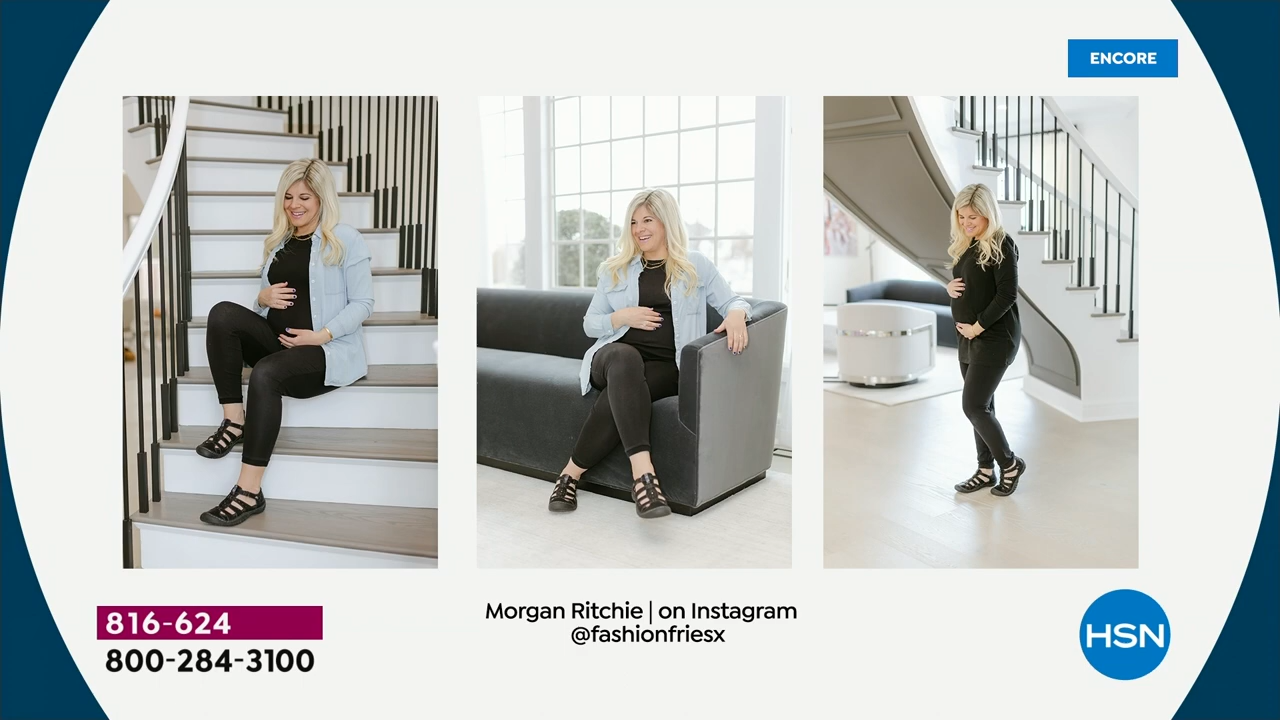 ENCORE
816-624
800-284-3100
Morgan Ritchie | on Instagram
@fashionfriesx
HSN